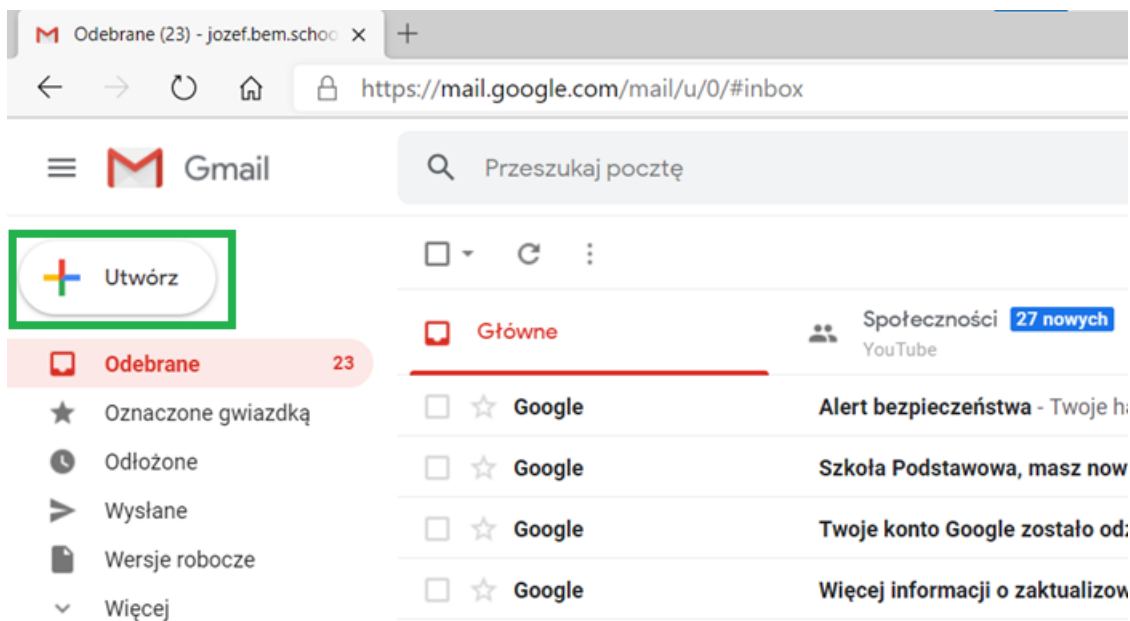 Odebrane (23) - jozef.bem.schoo
https://mail.google.com/mail/u/0/#inbox
Gmail
Przeszukaj pocztę
Utwórz
Główne
Społeczności 27 nowych
YouTube
Odebrane 23
Oznaczone gwiazdką
Odłożone
Wysłane
Wersje robocze
Więcej
Google Alert bezpieczeństwa - Twoje ha
Google Szkoła Podstawowa, masz now
Google Twoje konto Google zostało odz
Google Więcej informacji o zaktualizow